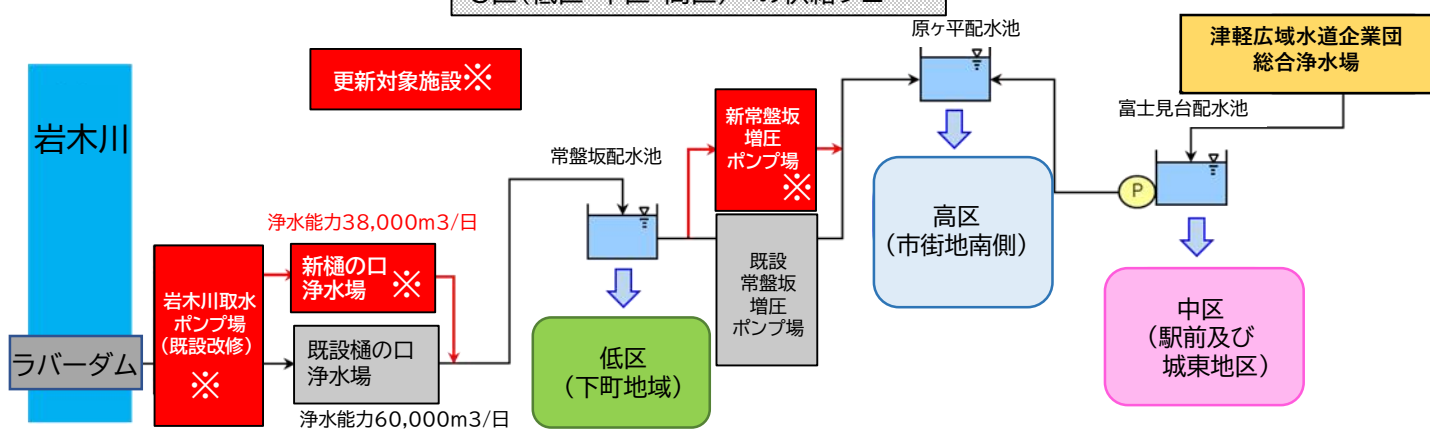 原ヶ平配水池
津軽広域水道企業団
総合浄水場
更新対象施設※
富士見台配水池
岩木川
新常盤坂
増圧
ポンプ場
※
常盤坂配水池
P
高区
(市街地南側)
浄水能力38,000m3/日
新樋の口
浄水場 ※
既設
常盤坂
増圧
ポンプ場
岩木川取水
ポンプ場
(既設改修)
※
中区
(駅前及び
城東地区)
ラバーダム
既設樋の口
浄水場
低区
(下町地域)
浄水能力60,000m3/日